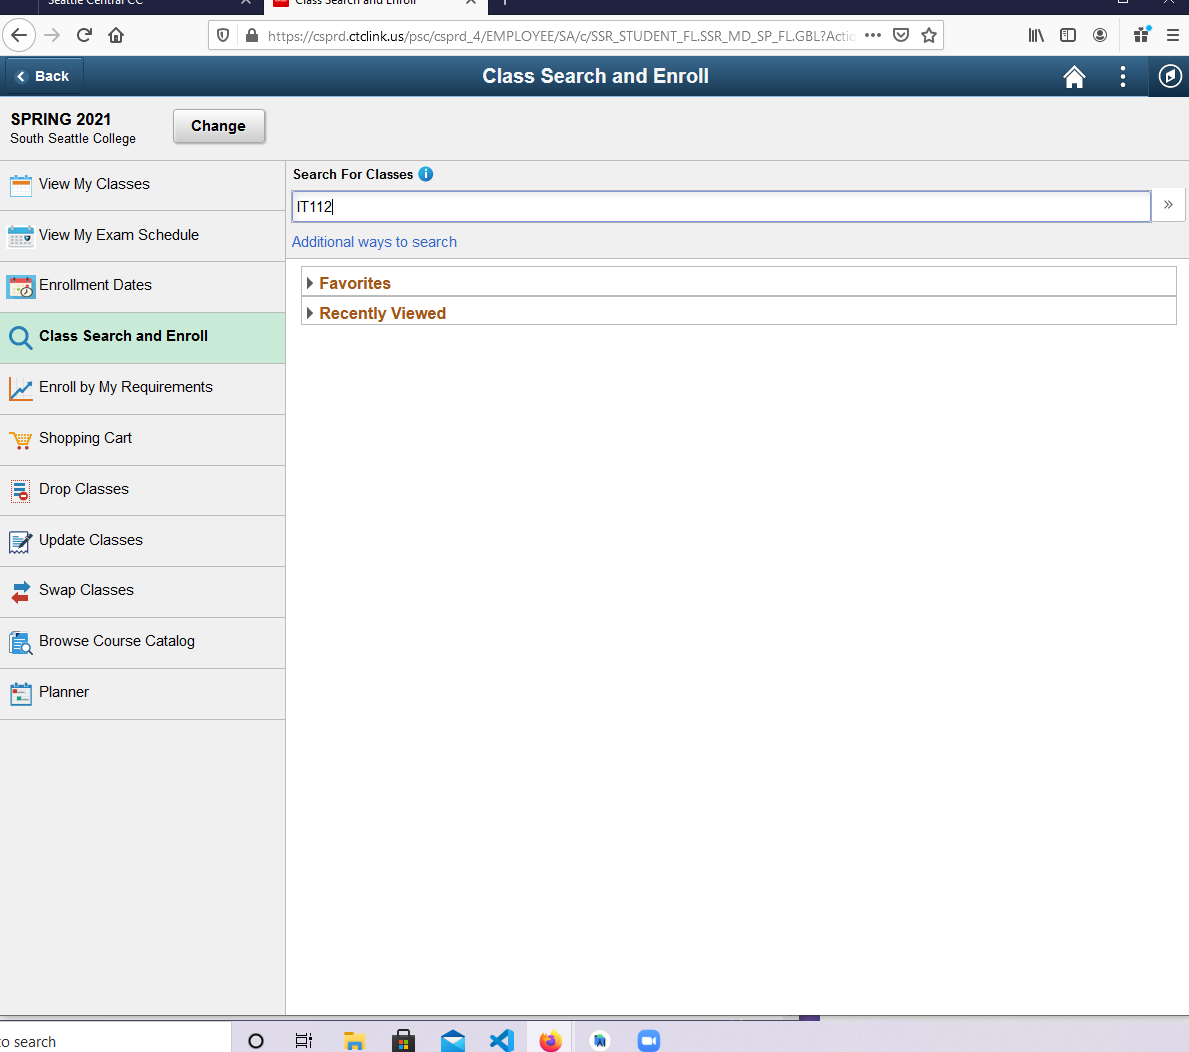 Seattle Central CC
Class Search and Enroll
https://csprd.ctclink.us/psc/csprd_4/EMPLOYEE/SA/c/SSR_STUDENT_FL.SSR_MD_SP_FL.GBL?Actio
Back
Class Search and Enroll
SPRING 2021
South Seattle College
Change
View My Classes
View My Exam Schedule
Enrollment Dates
Class Search and Enroll
Enroll by My Requirements
Shopping Cart
Drop Classes
Update Classes
Swap Classes
Browse Course Catalog
Planner
Search For Classes
IT112
Additional ways to search
Favorites
Recently Viewed
to search